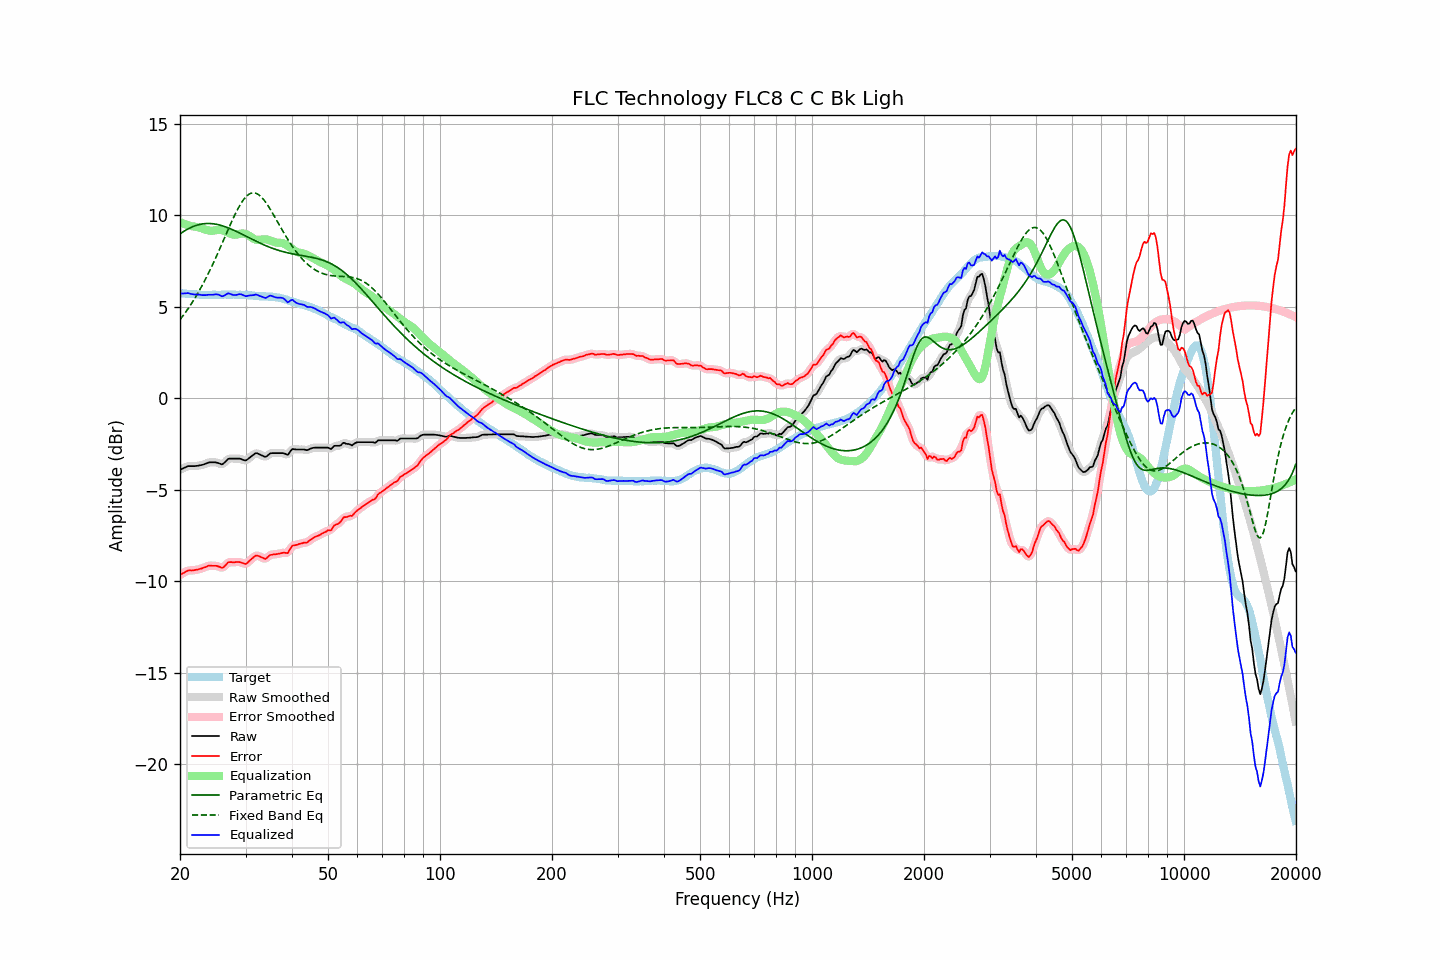 FLC Technology FLC8 C C Bk Ligh
15
10
5
0
−5
−10
−15
−20
Amplitude (dBr)
Target
Raw Smoothed
Error Smoothed
Raw
Error
Equalization
Parametric Eq
Fixed Band Eq
Equalized
20 50 100 200 500 1000 2000 5000 10000 20000
Frequency (Hz)